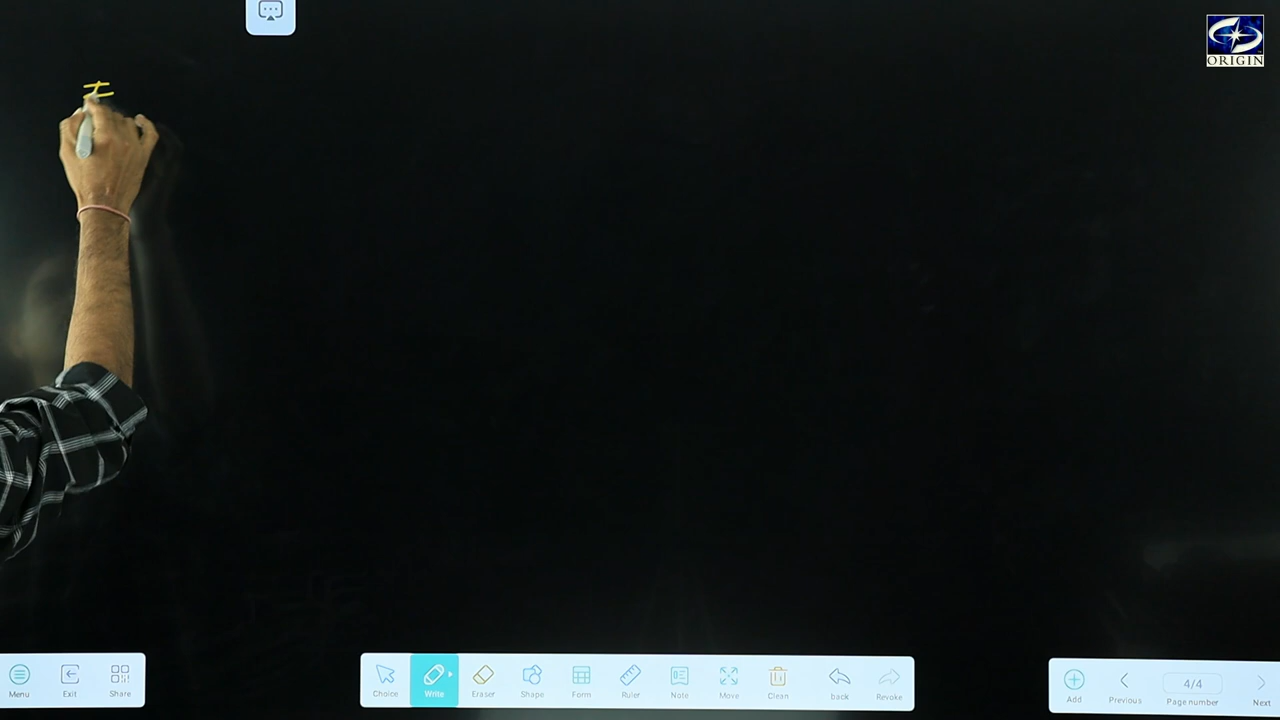 ORIGIN
Menu
Exit
Share
Choice
Write
Eraser
Shape
Form
Ruler
Note
Move
Clean
back
Revoke
Add
Previous
4/4
Page number
Next